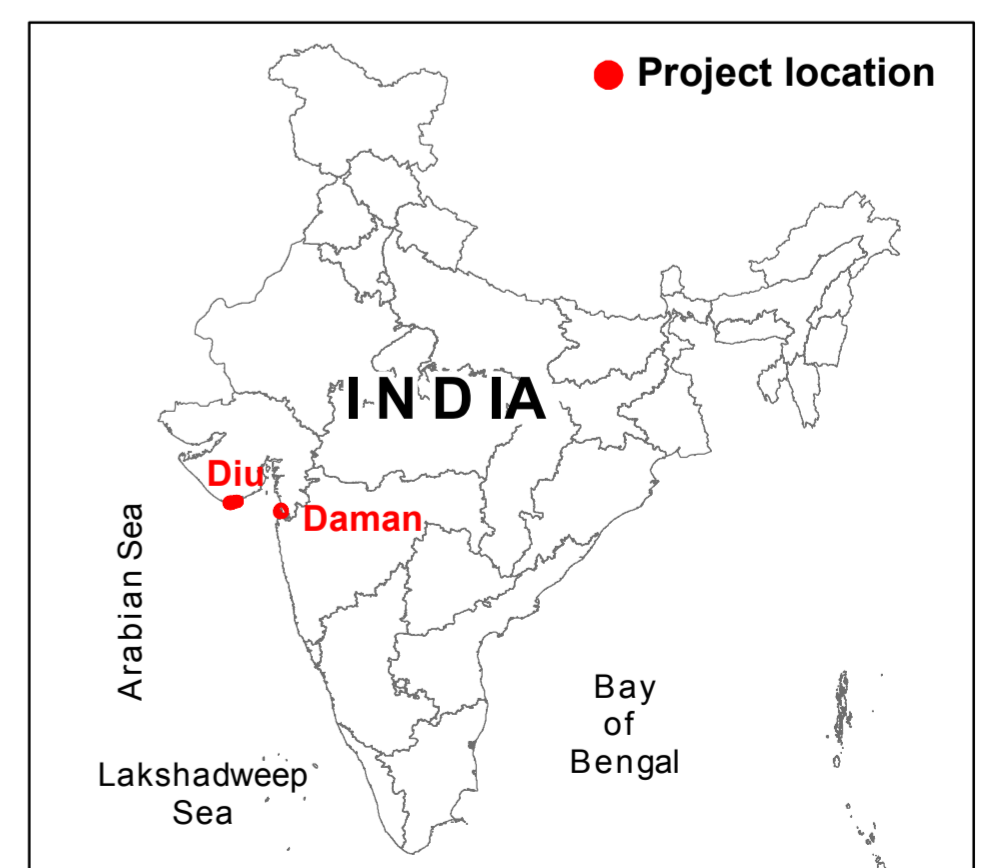 Project location
INDIA
Diu
Daman
Arabian Sea
Bay
of
Bengal
Lakshadweep
Sea